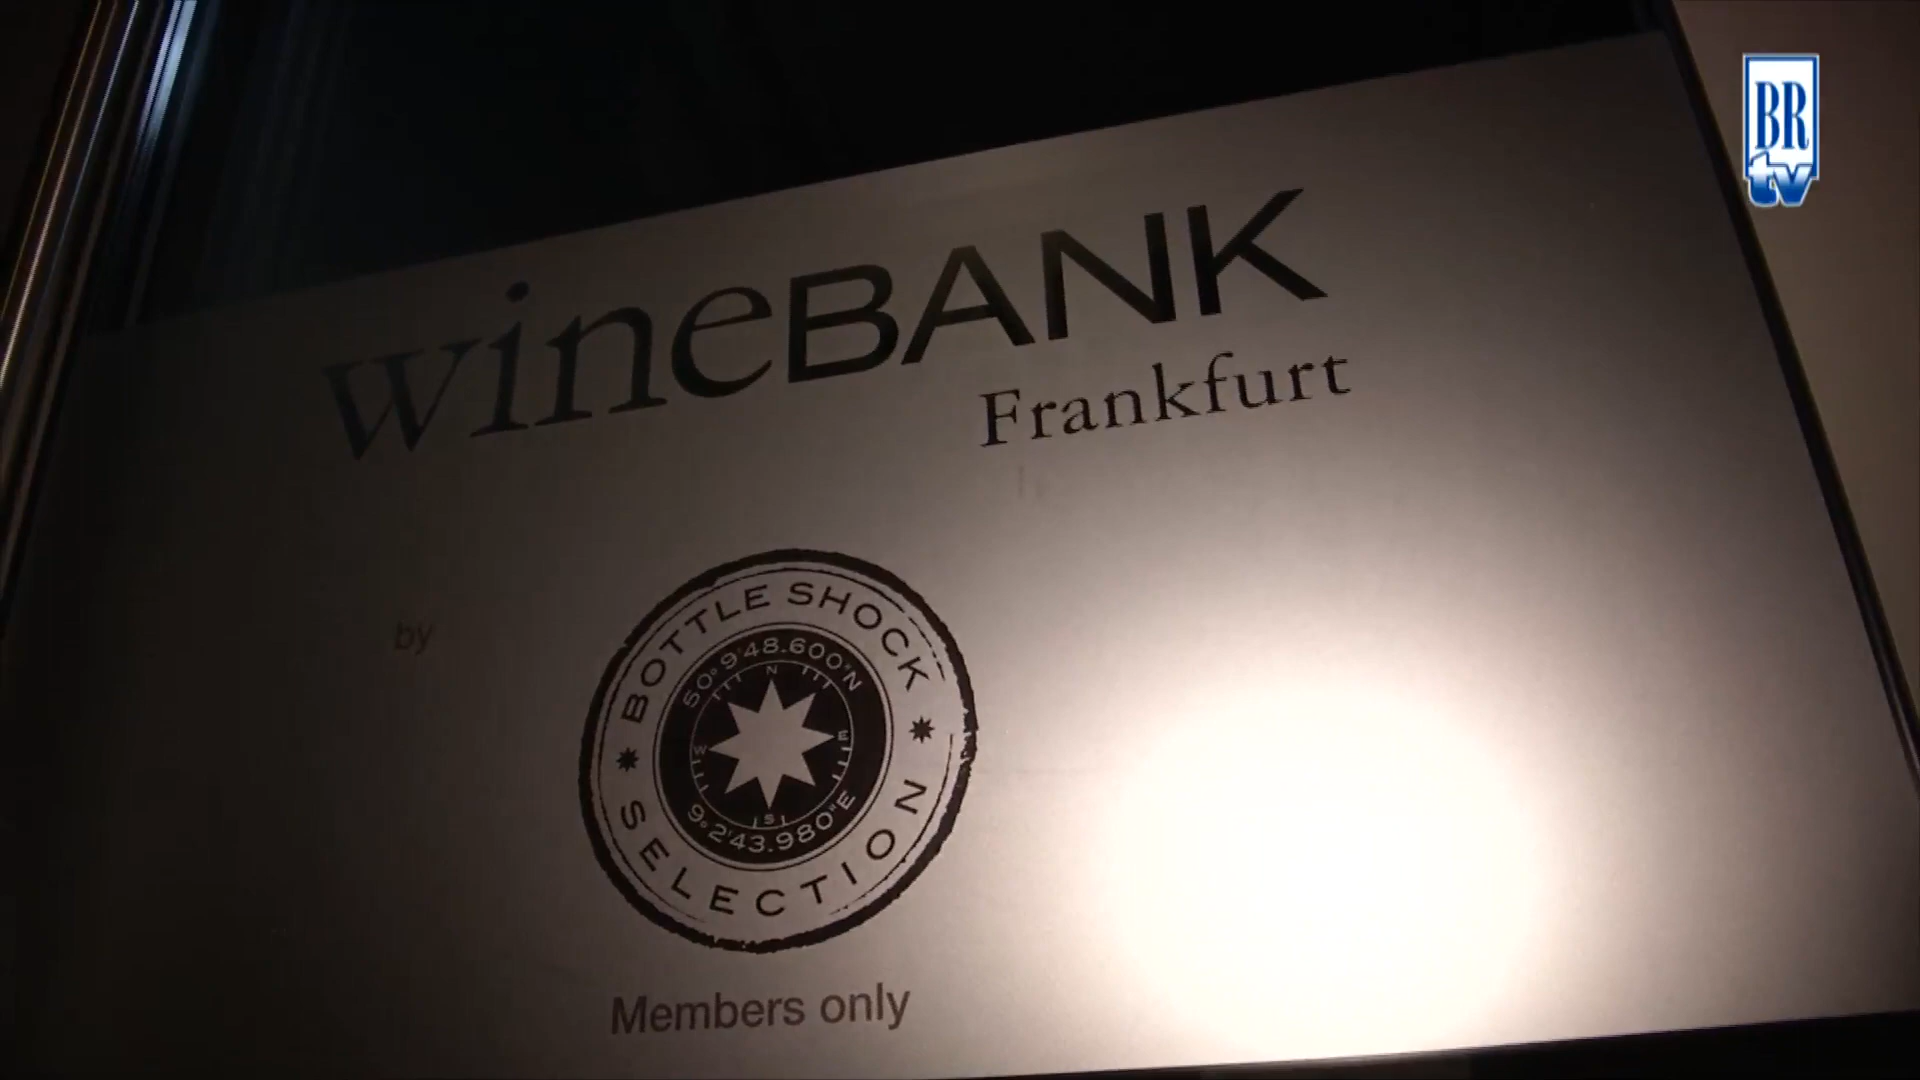 BR
tv
wineBANK
Frankfurt
by
BOTTLE SHOCK
50° 9'48.600"N
N
W E
S
9° 2'43.980"E
SELECTION
Members only